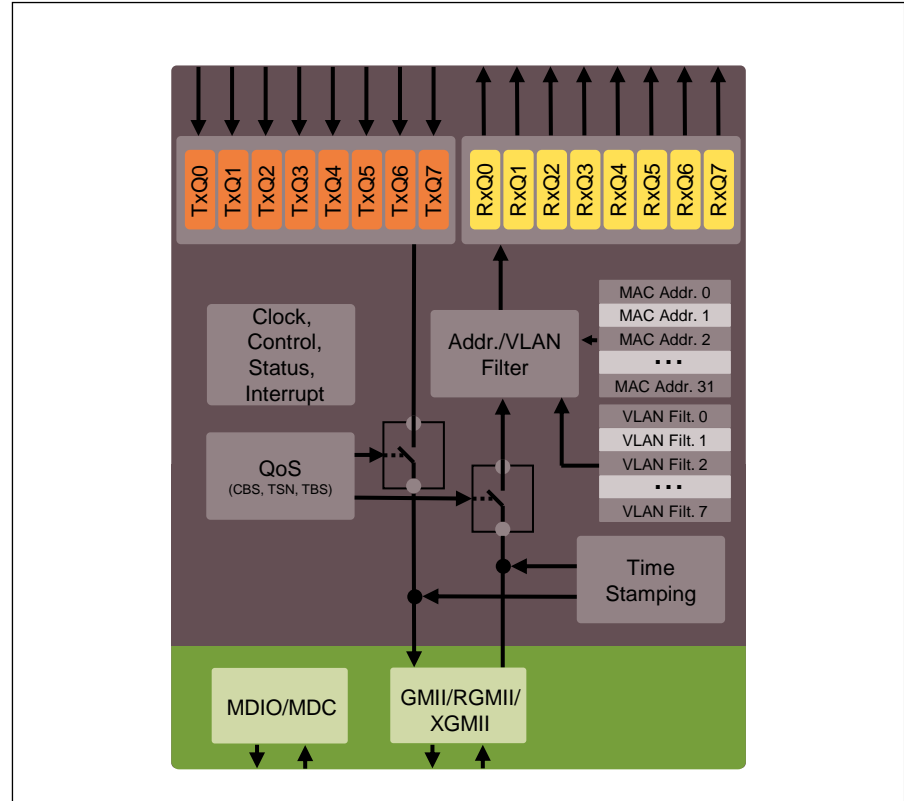 TxQ0
TxQ1
TxQ2
TxQ3
TxQ4
TxQ5
TxQ6
TxQ7
RxQ0
RxQ1
RxQ2
RxQ3
RxQ4
RxQ5
RxQ6
RxQ7
Clock,
Control,
Status,
Interrupt
Addr./VLAN
Filter
MAC Addr. 0
MAC Addr. 1
MAC Addr. 2
...
MAC Addr. 31
VLAN Filt. 0
VLAN Filt. 1
VLAN Filt. 2
...
VLAN Filt. 7
QoS
(CBS, TSN, TBS)
Time
Stamping
MDIO/MDC
GMII/RGMII/
XGMII